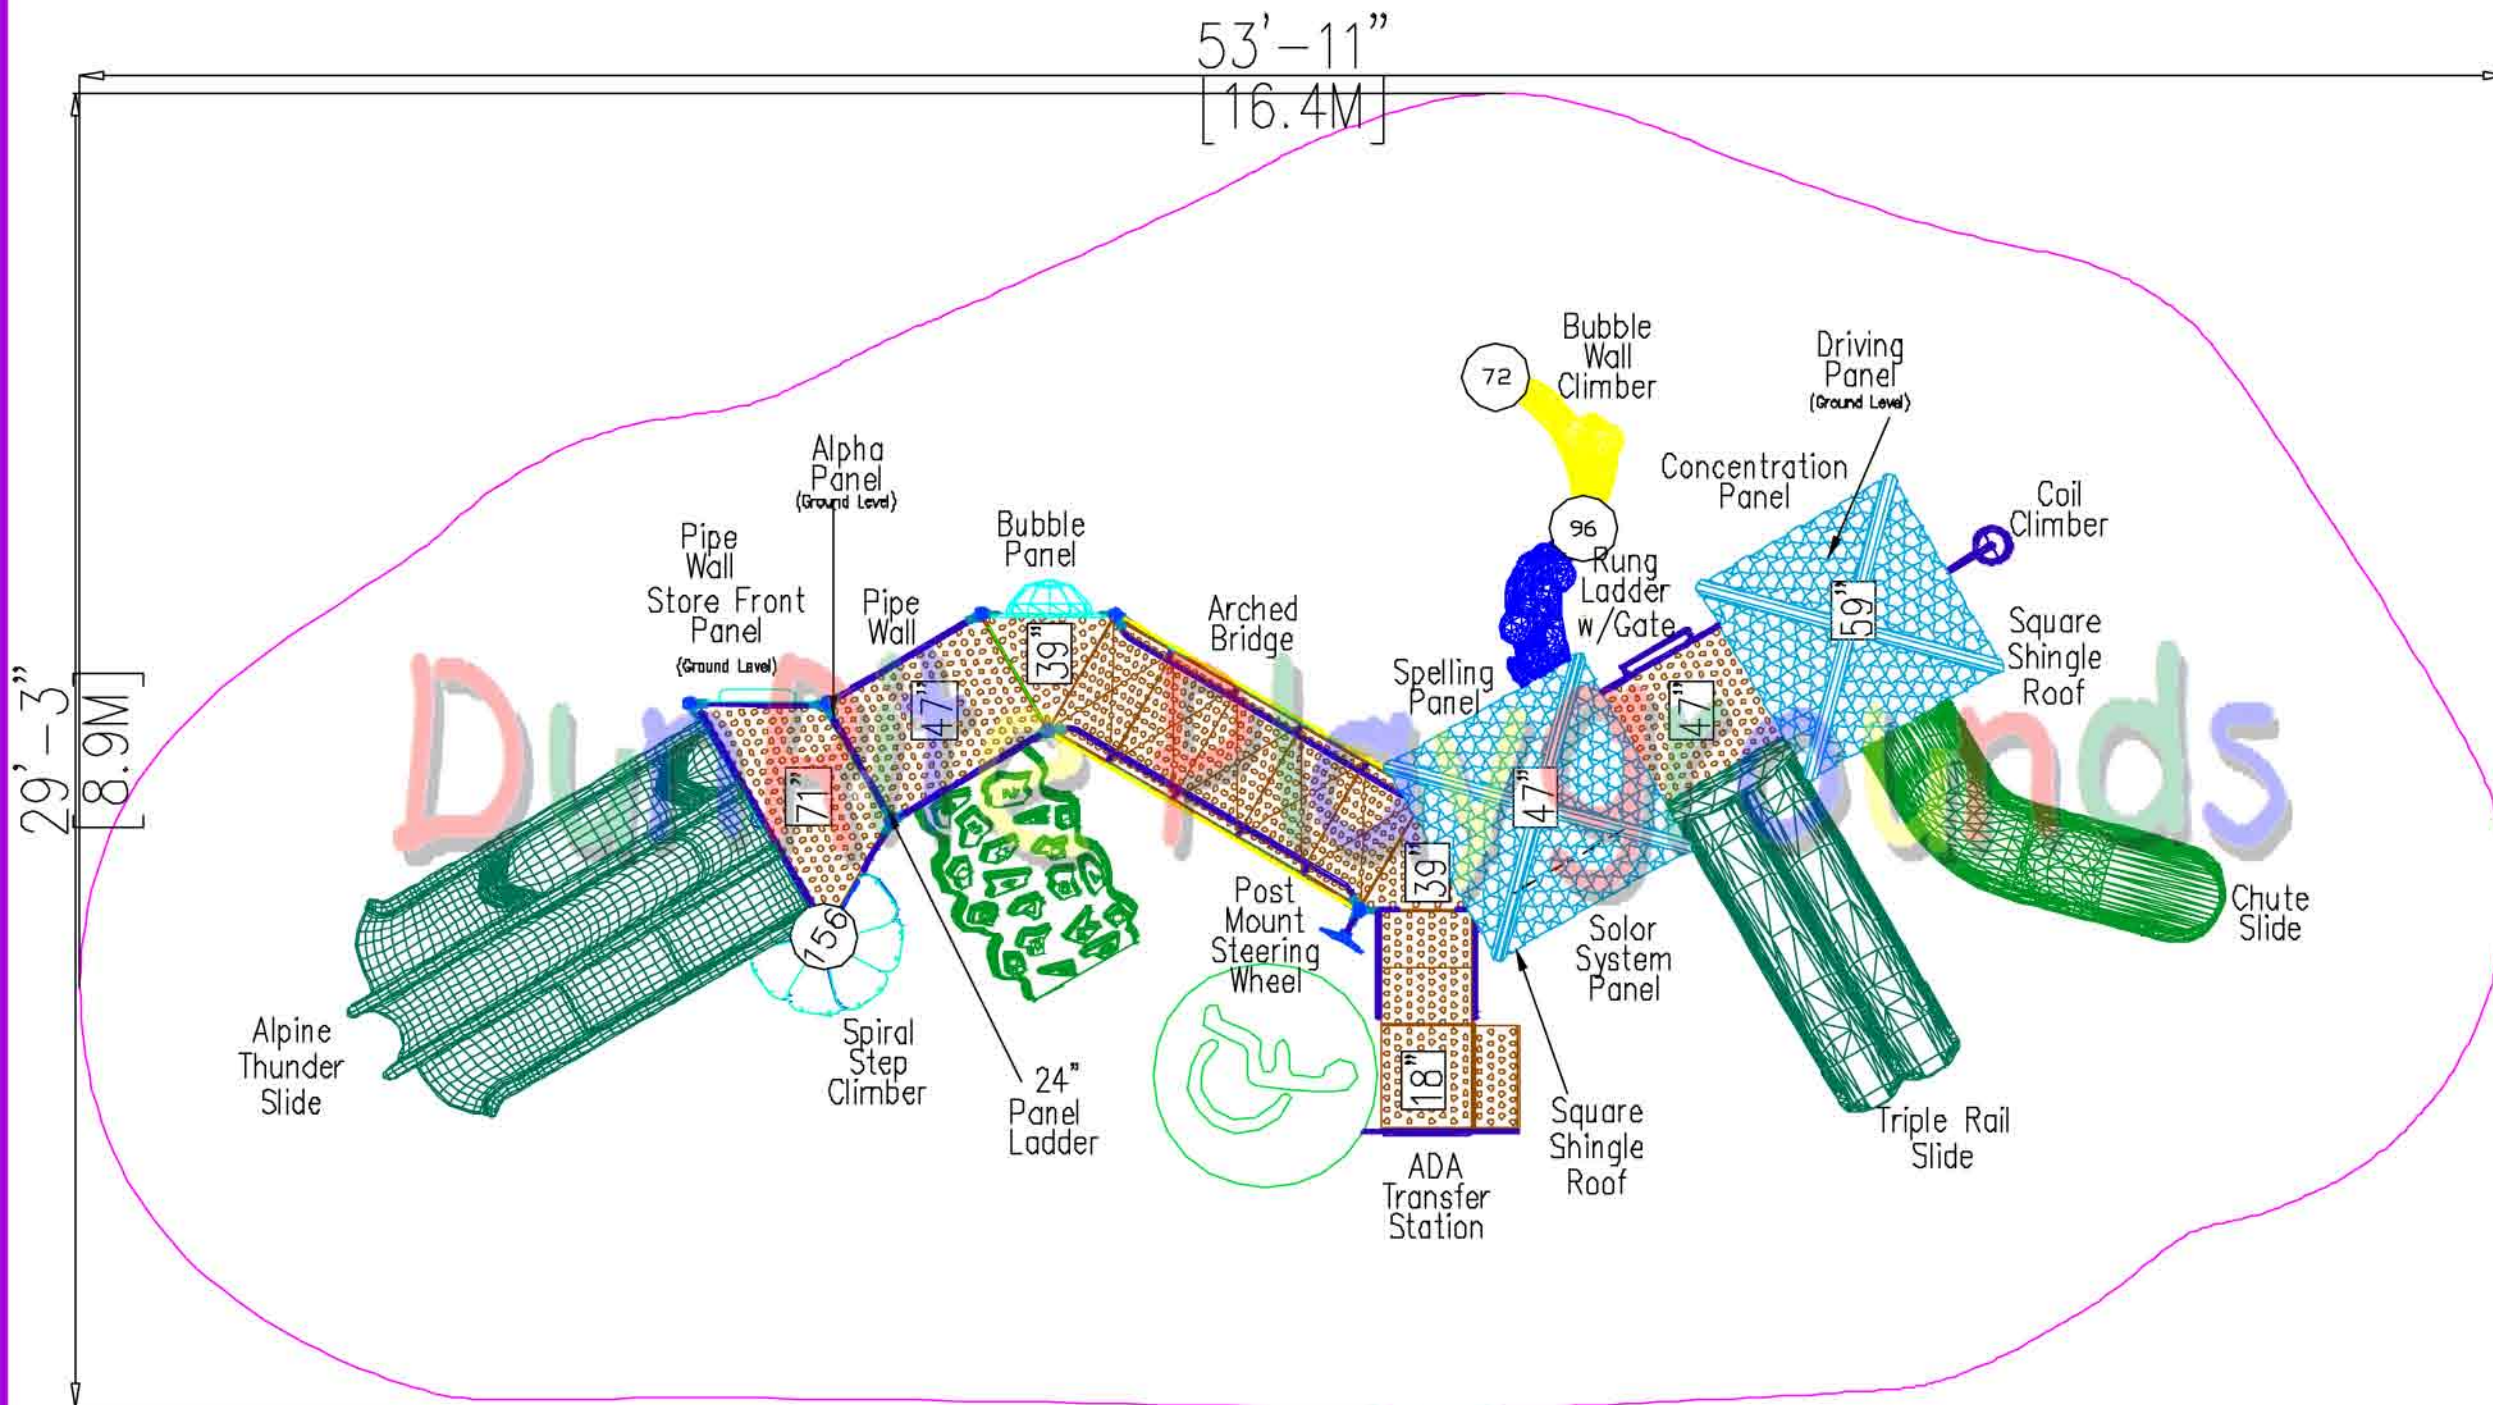 53'-11"
[16.4M]
29'-3"
[8.9M]
Bubble
Wall
Climber
72
96
Driving
Panel
(Ground Level)
Concentration
Panel
Coil
Climber
Alpha
Panel
(Ground Level)
Bubble
Panel
Pipe
Wall
Store Front
Panel
(Ground Level)
Pipe
Wall
Arched
Bridge
Rung
Ladder
w/Gate
Spelling
Panel
Square
Shingle
Roof
59"
39"
47"
47"
71"
47"
39"
156
18"
Post
Mount
Steering
Wheel
Solor
System
Panel
Chute
Slide
Alpine
Thunder
Slide
Spiral
Step
Climber
24"
Panel
Ladder
Square
Shingle
Roof
Triple Rail
Slide
ADA
Transfer
Station